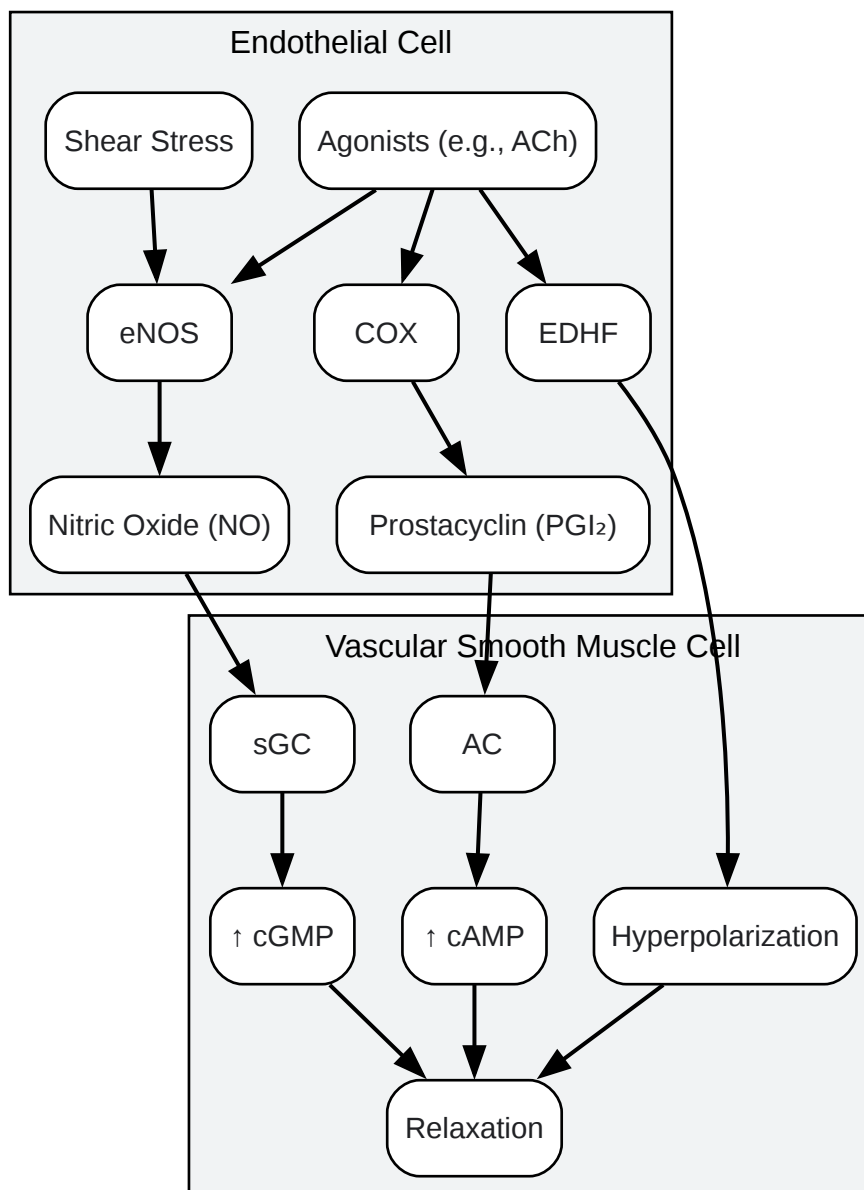 Endothelial Cell
Shear Stress
Agonists (e.g., ACh)
eNOS
COX
EDHF
Nitric Oxide (NO)
Prostacyclin (PGI₂)
Vascular Smooth Muscle Cell
sGC
AC
↑ cGMP
↑ cAMP
Hyperpolarization
Relaxation